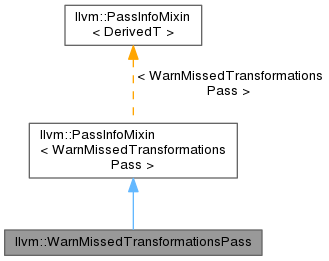 llvm::PassInfoMixin
< DerivedT >
< WarnMissedTransformations
Pass >
llvm::PassInfoMixin
< WarnMissedTransformations
Pass >
llvm::WarnMissedTransformationsPass